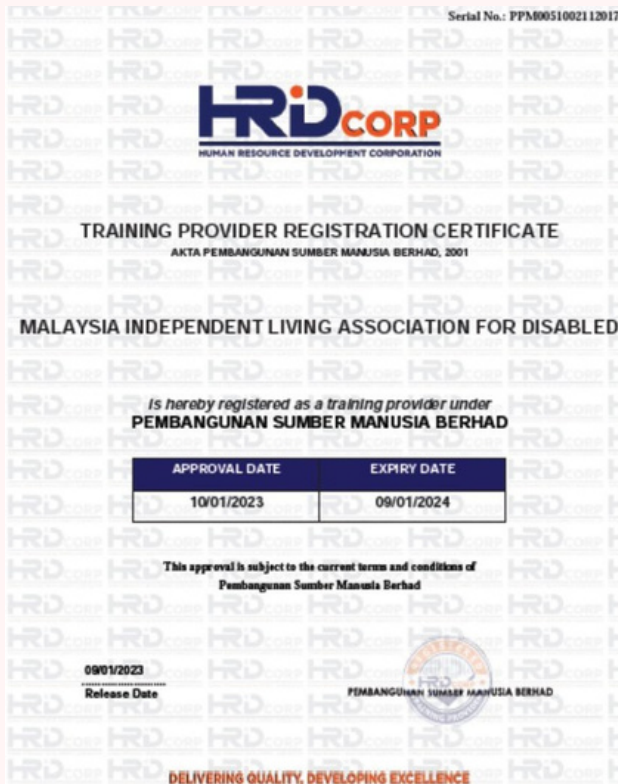 Serial No.: PPM0051002112017
HRD CORP
HUMAN RESOURCE DEVELOPMENT CORPORATION
TRAINING PROVIDER REGISTRATION CERTIFICATE
AKTA PEMBANGUNAN SUMBER MANUSIA BERHAD, 2001
MALAYSIA INDEPENDENT LIVING ASSOCIATION FOR DISABLED
is hereby registered as a training provider under
PEMBANGUNAN SUMBER MANUSIA BERHAD
APPROVAL DATE EXPIRY DATE
10/01/2023 09/01/2024
This approval is subject to the current terms and conditions of
Pembangunan Sumber Manusia Berhad
09/01/2023
Release Date
PEMBANGUNAN SUMBER MANUSIA BERHAD
DELIVERING QUALITY, DEVELOPING EXCELLENCE